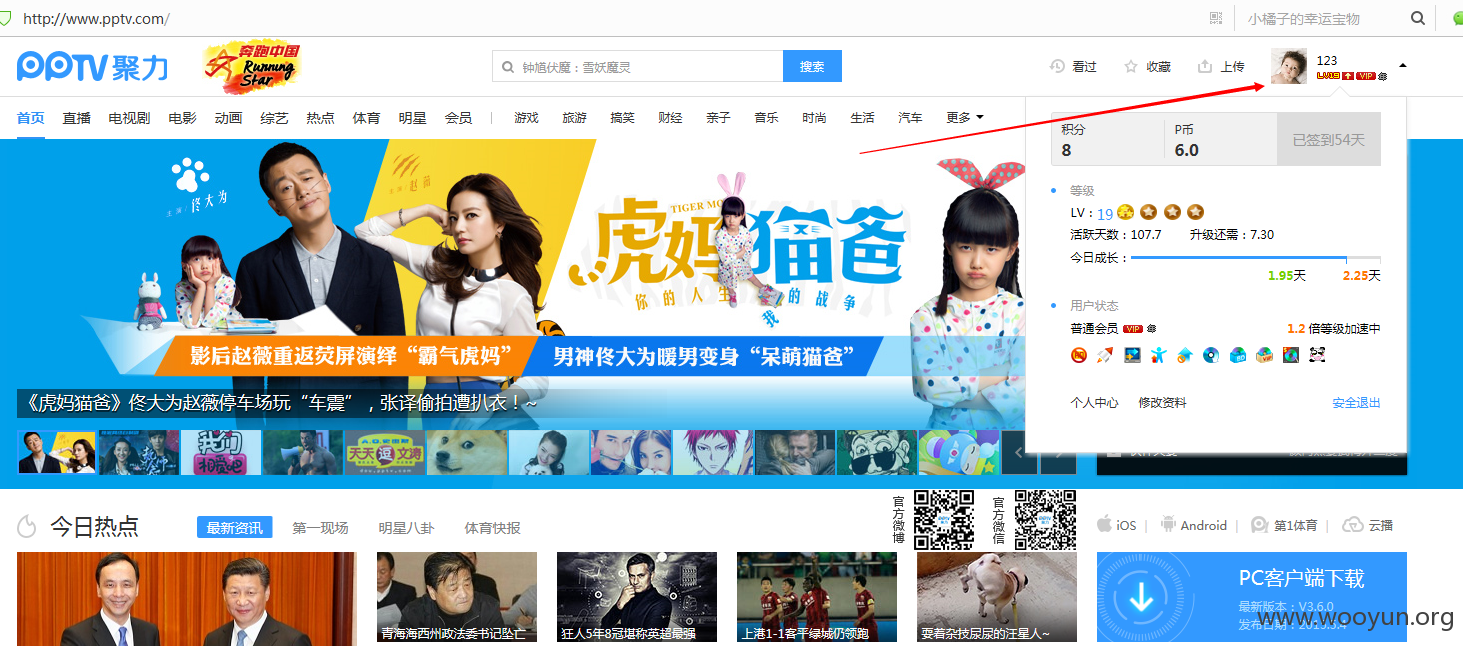 http://www.pptv.com/
小橘子的幸运宝物
PPTV聚力
奔跑中国
Running Star
钟馗伏魔：雪妖魔灵
搜索
看过
收藏
上传
123
LV19 VIP
首页 直播 电视剧 电影 动画 综艺 热点 体育 明星 会员 游戏 旅游 搞笑 财经 亲子 音乐 时尚 生活 汽车 更多
积分
8
P币
6.0
已签到54天
等级
LV：19
活跃天数：107.7 升级还需：7.30
今日成长：
1.95天 2.25天
用户状态
普通会员 VIP
1.2 倍等级加速中
个人中心 修改资料 安全退出
主演：佟大为
主演：赵薇
TIGER MO
虎妈猫爸
你的人生 我的战争
影后赵薇重返荧屏演绎“霸气虎妈”
男神佟大为暖男变身“呆萌猫爸”
《虎妈猫爸》佟大为赵薇停车场玩“车震”，张译偷拍遭扒衣！~
我们相爱吧
天天逗文涛
今日热点
最新资讯 第一现场 明星八卦 体育快报
官方微博
官方微信
iOS Android 第1体育 云播
青海海西州政法委书记坠亡
狂人5年8冠堪称英超最强
上港1-1客平绿城仍领跑
耍着杂技尿尿的汪星人~
PC客户端下载
最新版本：V3.6.0
发布日期：2015.5.4
www.wooyun.org